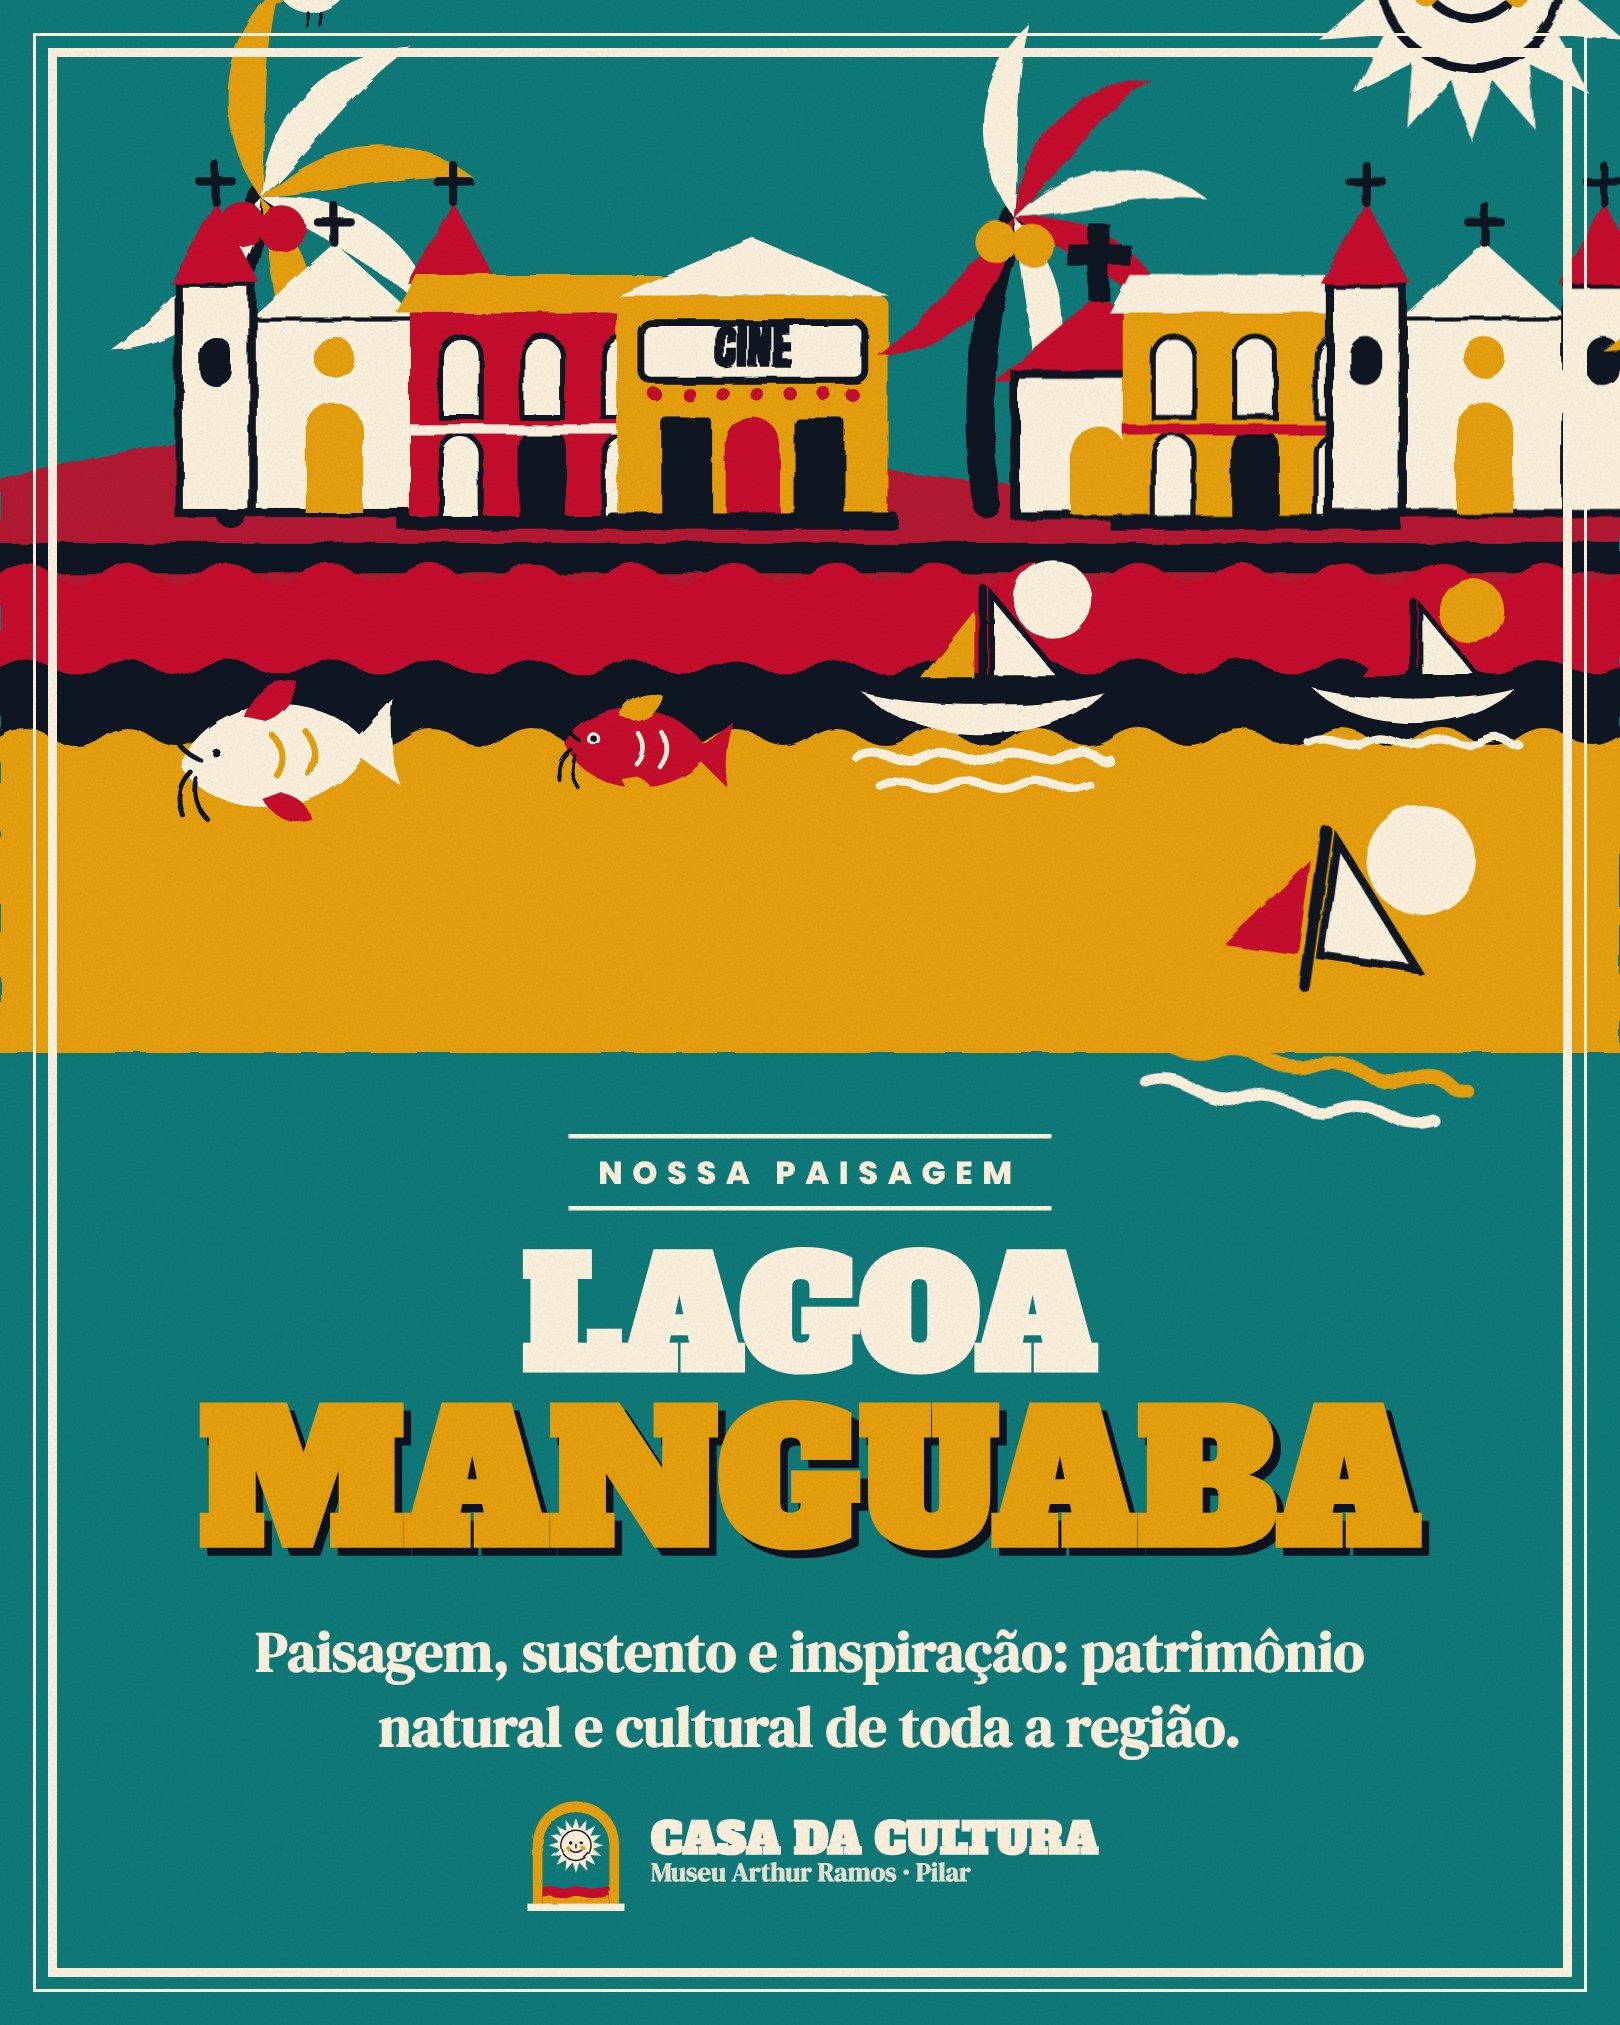 CINE
NOSSA PAISAGEM
LAGOA
MANGUABA
Paisagem, sustento e inspiração: patrimônio
natural e cultural de toda a região.
CASA DA CULTURA
Museu Arthur Ramos · Pilar